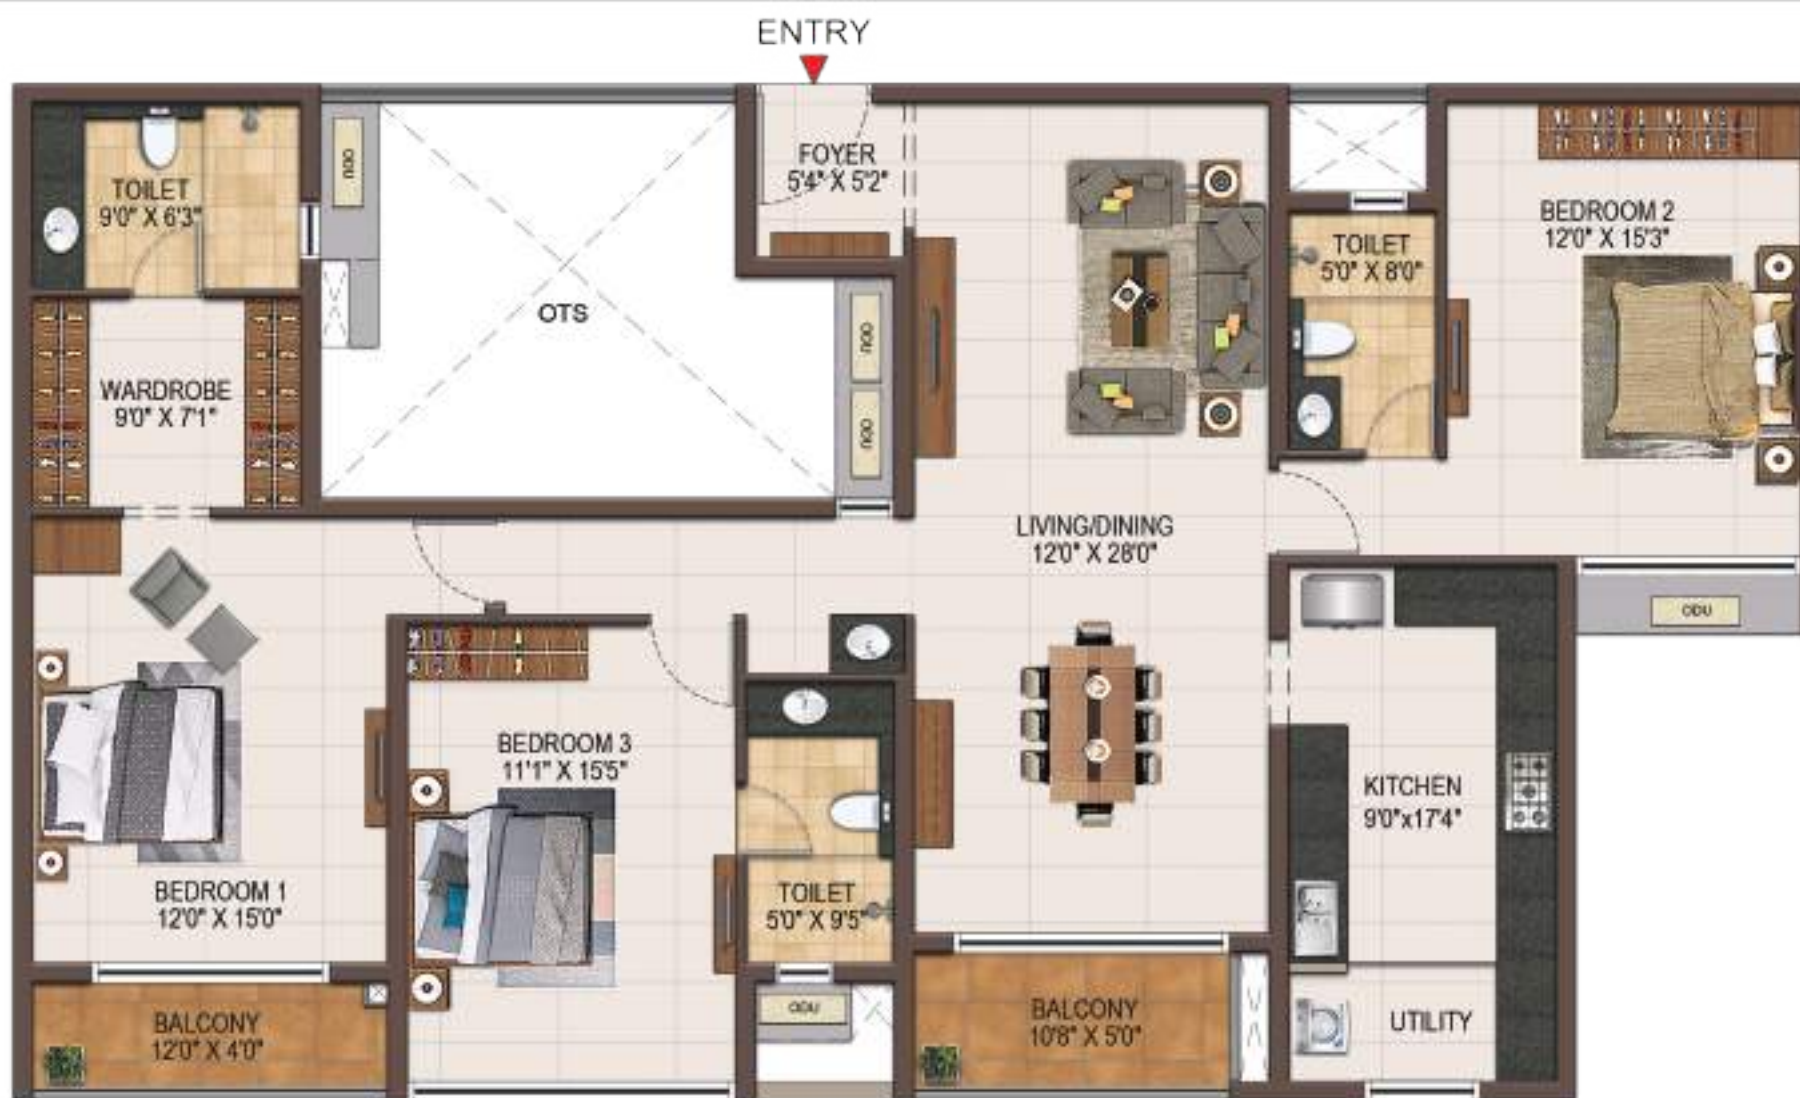 ENTRY
FOYER
5'4" X 5'2"
TOILET
9'0" X 6'3"
ODU
OTS
BEDROOM 2
12'0" X 15'3"
TOILET
5'0" X 8'0"
WARDROBE
9'0" X 7'1"
ODU
ODU
LIVING/DINING
12'0" X 28'0"
ODU
BEDROOM 3
11'1" X 15'5"
KITCHEN
9'0"x17'4"
BEDROOM 1
12'0" X 15'0"
TOILET
5'0" X 9'5"
ODU
BALCONY
12'0" X 4'0"
BALCONY
10'8" X 5'0"
UTILITY